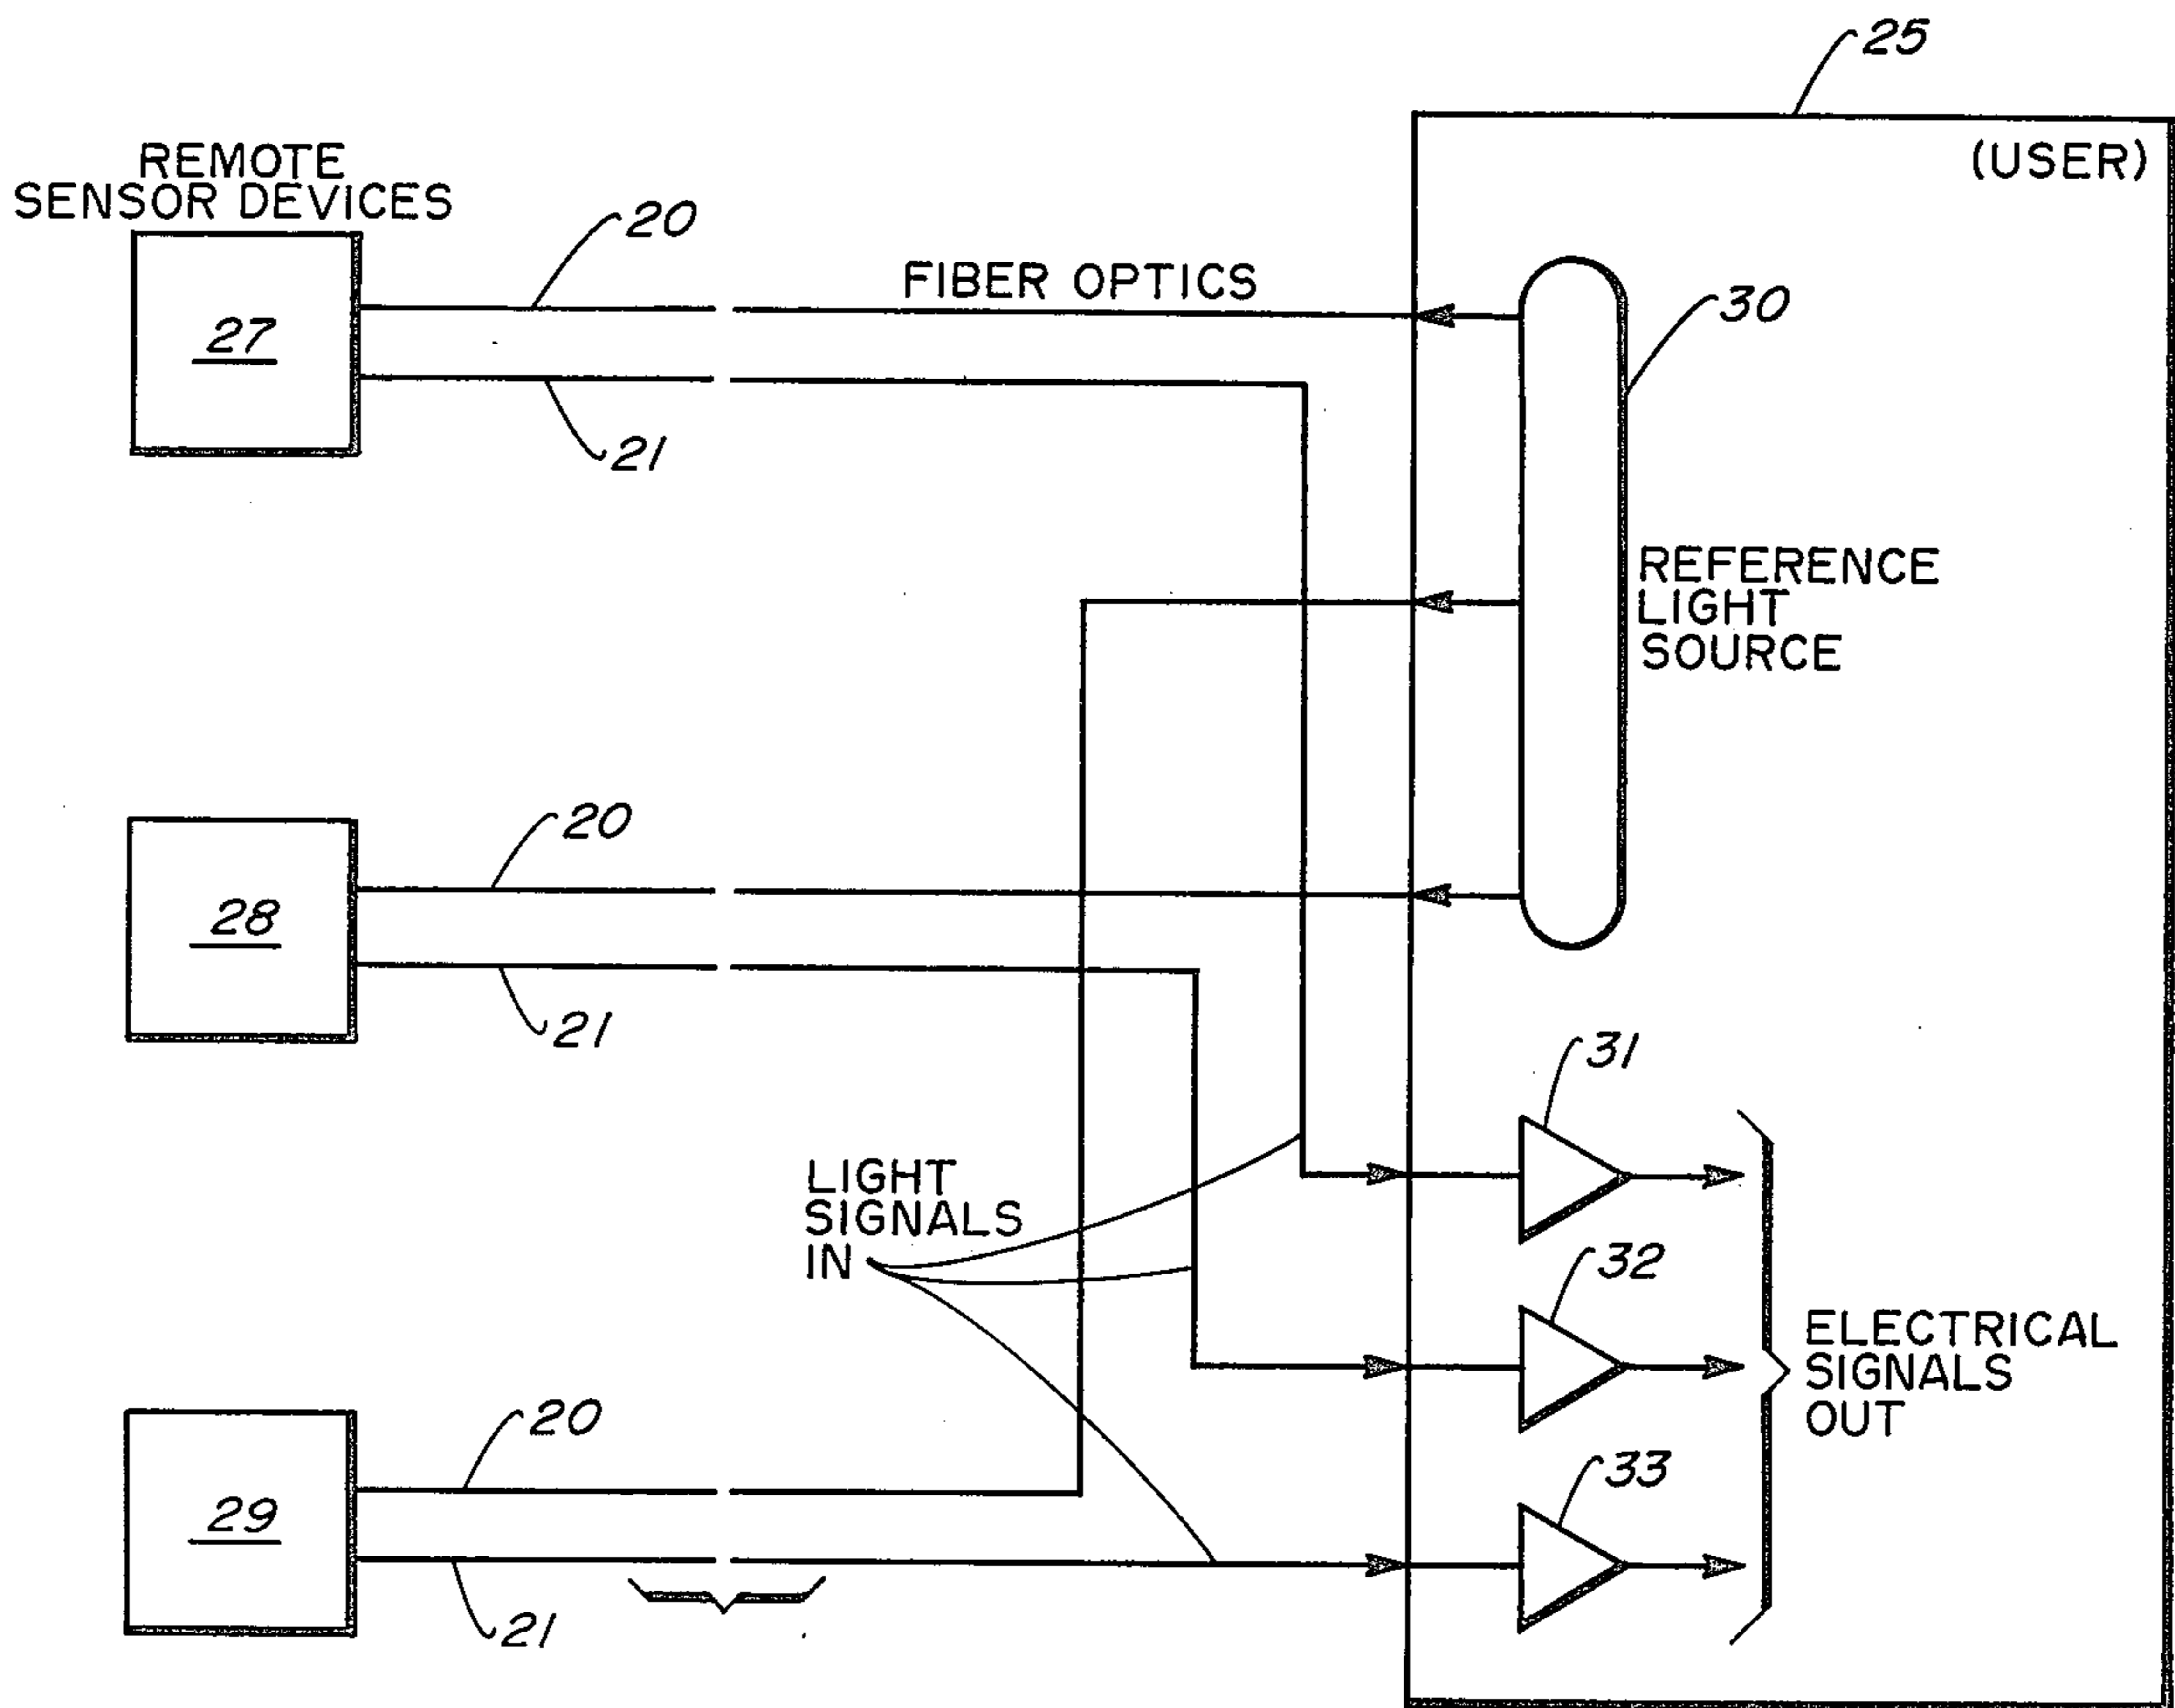 25
(USER)
REMOTE
SENSOR DEVICES
20
FIBER OPTICS
27
30
21
REFERENCE
LIGHT
SOURCE
20
28
21
31
LIGHT
SIGNALS
IN
32
ELECTRICAL
SIGNALS
OUT
20
33
29
21